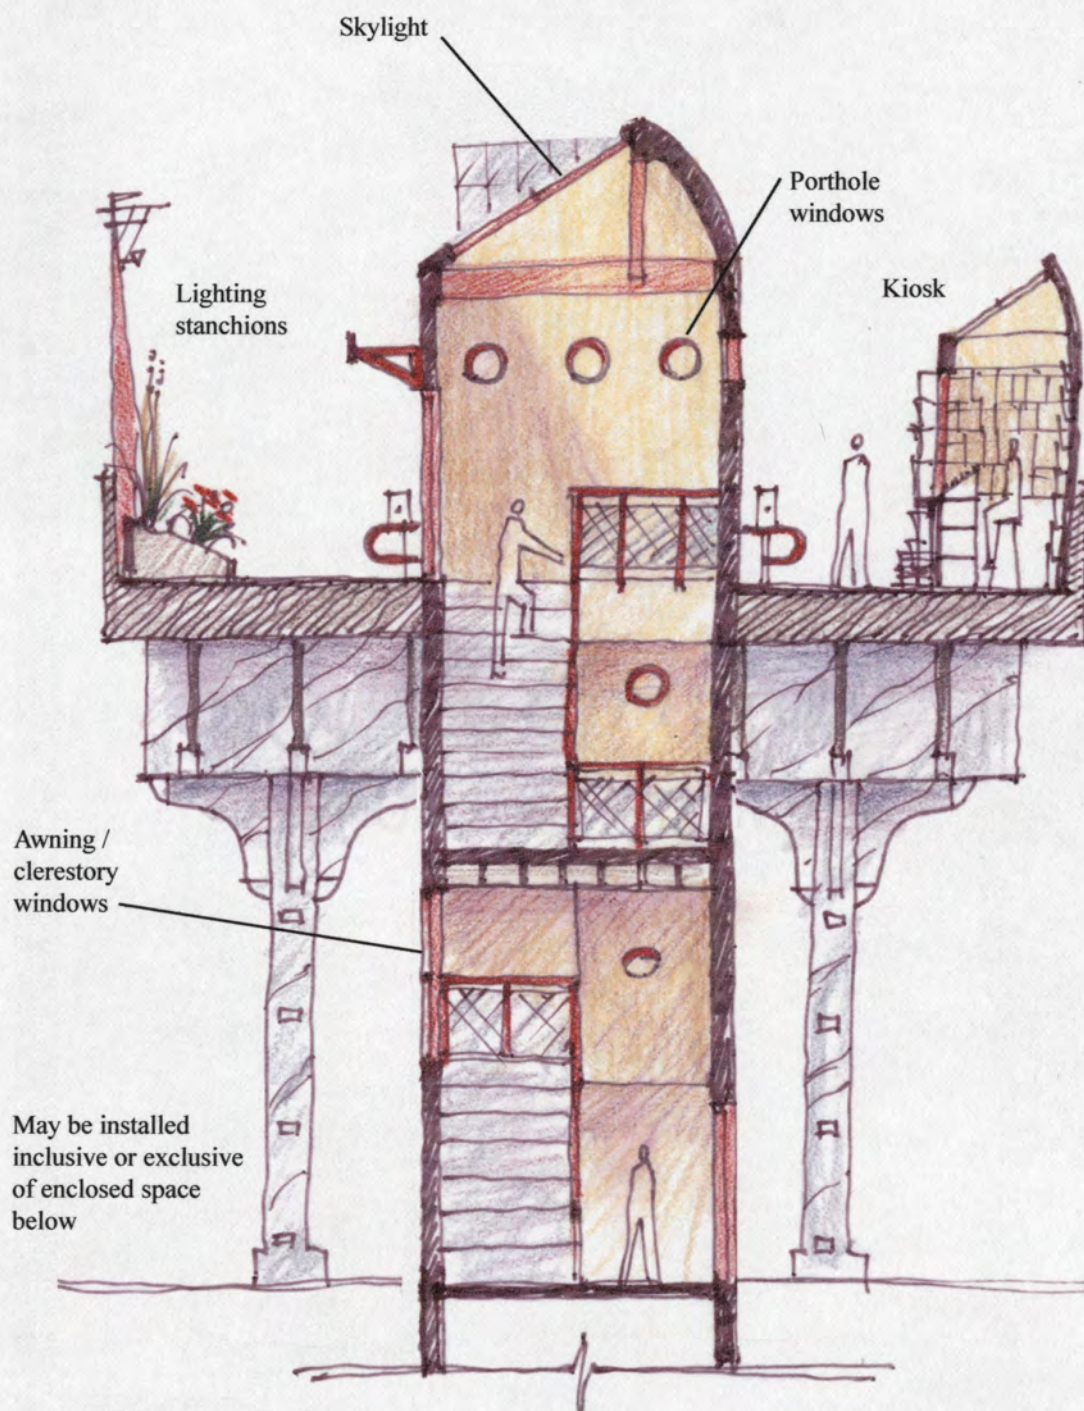 Skylight
Porthole
windows
Lighting
stanchions
Kiosk
Awning /
clerestory
windows
May be installed
inclusive or exclusive
of enclosed space
below